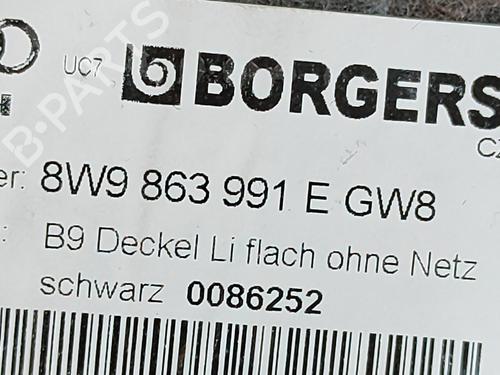 UC7 BORGERS
CZ
er: 8W9 863 991 E GW8
: B9 Deckel Li flach ohne Netz
schwarz 0086252
B-PARTS